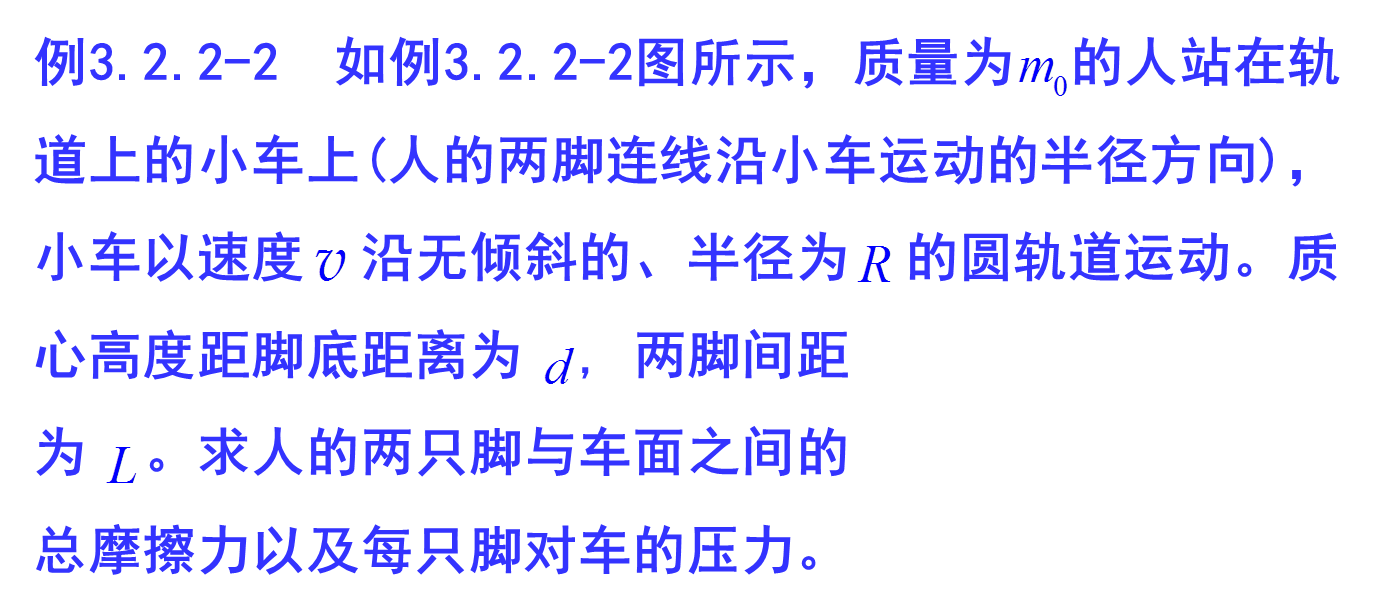 例3.2.2-2 如例3.2.2-2图所示，质量为m₀的人站在轨
道上的小车上(人的两脚连线沿小车运动的半径方向)，
小车以速度 v 沿无倾斜的、半径为 R 的圆轨道运动。质
心高度距脚底距离为 d， 两脚间距
为 L。求人的两只脚与车面之间的
总摩擦力以及每只脚对车的压力。